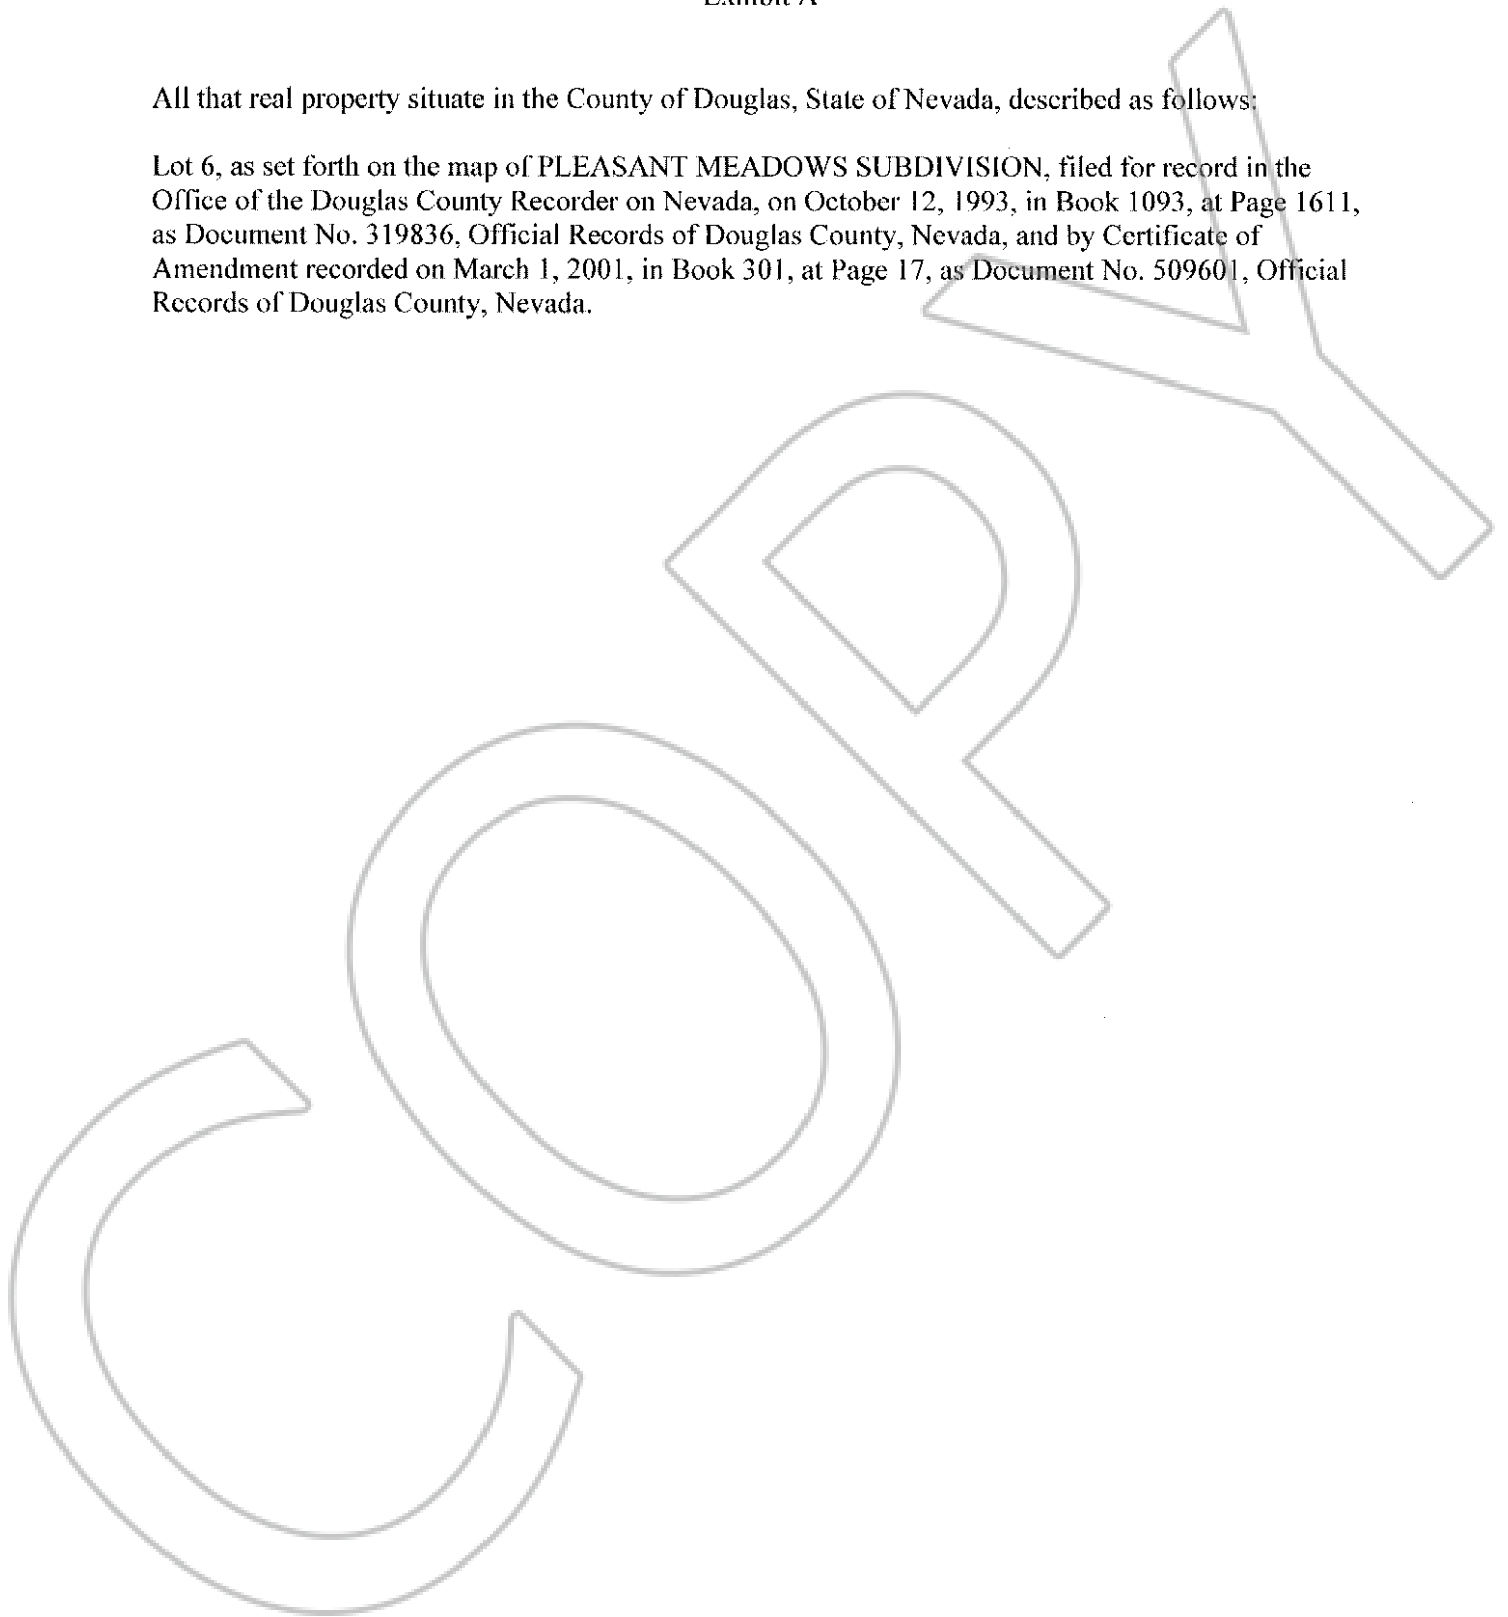 Exhibit A
All that real property situate in the County of Douglas, State of Nevada, described as follows:
Lot 6, as set forth on the map of PLEASANT MEADOWS SUBDIVISION, filed for record in the
Office of the Douglas County Recorder on Nevada, on October 12, 1993, in Book 1093, at Page 1611,
as Document No. 319836, Official Records of Douglas County, Nevada, and by Certificate of
Amendment recorded on March 1, 2001, in Book 301, at Page 17, as Document No. 509601, Official
Records of Douglas County, Nevada.
COPY